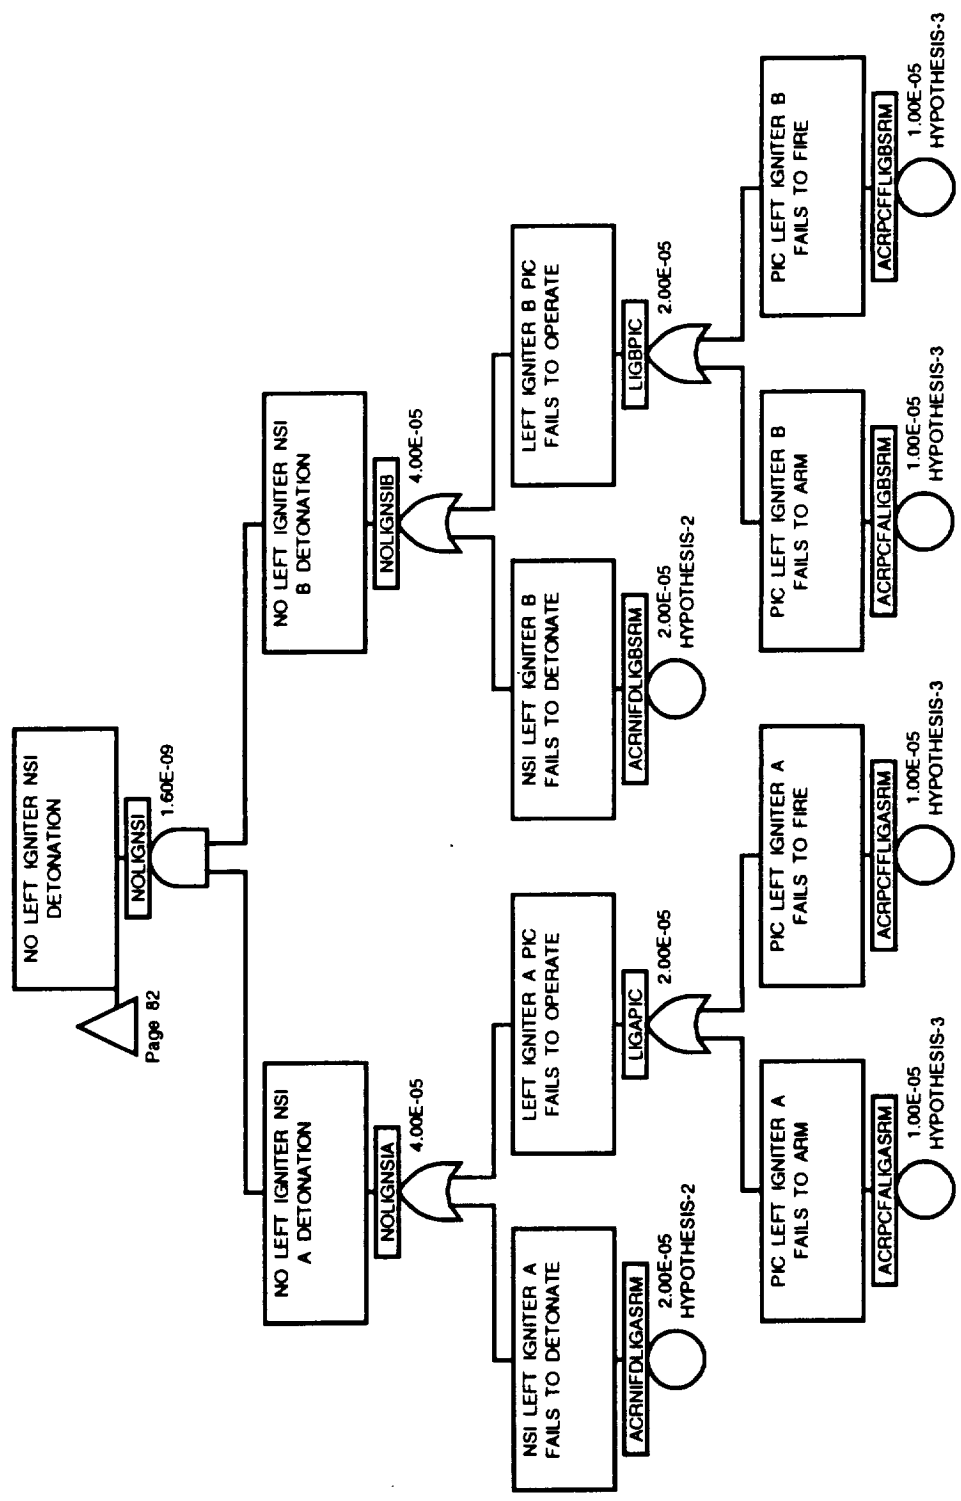 NO LEFT IGNITER NSI
DETONATION
NOLIGNSI
1.60E-09
Page 82
NO LEFT IGNITER NSI
A DETONATION
NOLIGNSIA
4.00E-05
NO LEFT IGNITER NSI
B DETONATION
NOLIGNSIB
4.00E-05
NSI LEFT IGNITER A
FAILS TO DETONATE
ACRNIFDLIGASRM
2.00E-05
HYPOTHESIS-2
LEFT IGNITER A PIC
FAILS TO OPERATE
LIGAPIC
2.00E-05
NSI LEFT IGNITER B
FAILS TO DETONATE
ACRNIFDLIGBSRM
2.00E-05
HYPOTHESIS-2
LEFT IGNITER B PIC
FAILS TO OPERATE
LIGBPIC
2.00E-05
PIC LEFT IGNITER A
FAILS TO ARM
ACRPCFALIGASRM
1.00E-05
HYPOTHESIS-3
PIC LEFT IGNITER A
FAILS TO FIRE
ACRPCFFLIGASRM
1.00E-05
HYPOTHESIS-3
PIC LEFT IGNITER B
FAILS TO ARM
ACRPCFALIGBSRM
1.00E-05
HYPOTHESIS-3
PIC LEFT IGNITER B
FAILS TO FIRE
ACRPCFFLIGBSRM
1.00E-05
HYPOTHESIS-3